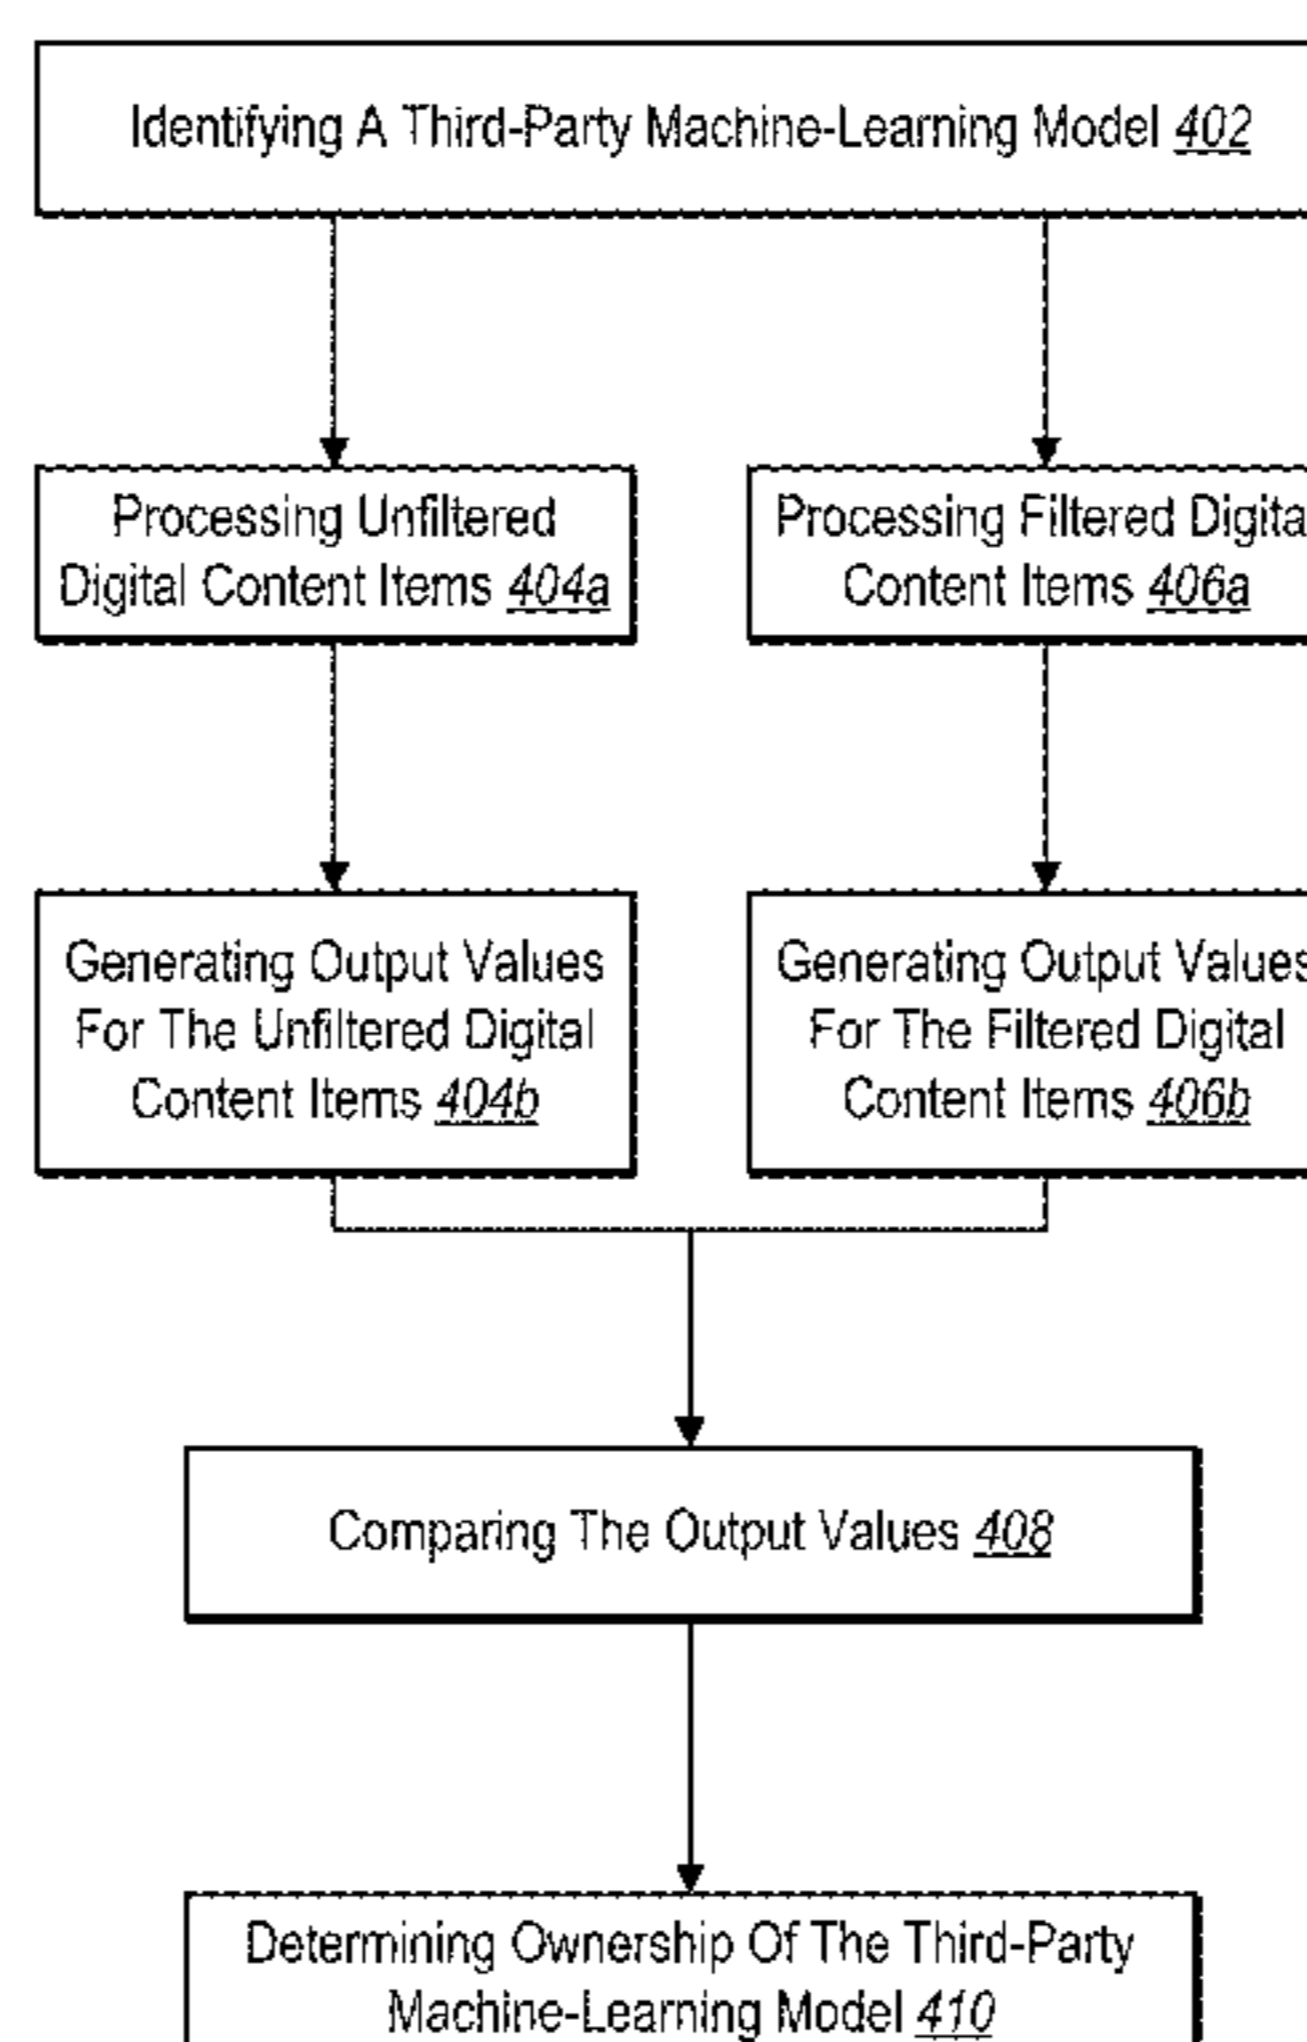 Identifying A Third-Party Machine-Learning Model 402
Processing Unfiltered
Digital Content Items 404a
Processing Filtered Digita
Content Items 406a
Generating Output Values
For The Unfiltered Digital
Content Items 404b
Generating Output Values
For The Filtered Digital
Content Items 406b
Comparing The Output Values 408
Determining Ownership Of The Third-Party
Machine-Learning Model 410